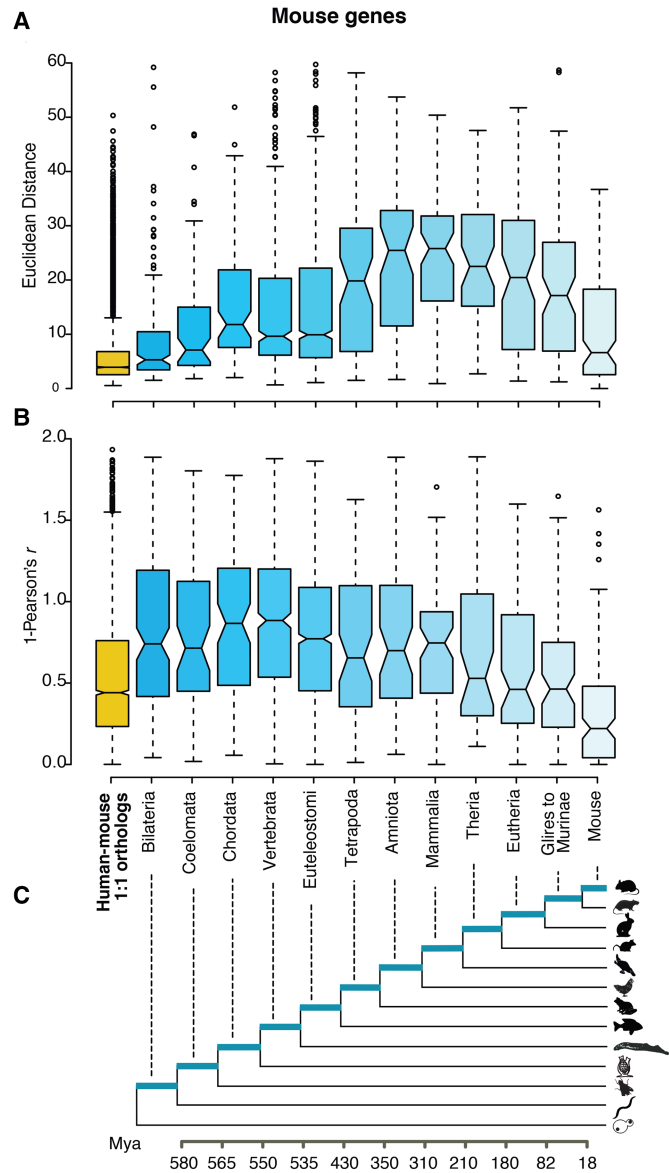 Mouse genes
A
Euclidean Distance
60
50
40
30
20
10
0
B
1-Pearson's r
2.0
1.5
1.0
0.5
0.0
Human-mouse
1:1 orthologs
Bilateria
Coelomata
Chordata
Vertebrata
Euteleostomi
Tetrapoda
Amniota
Mammalia
Theria
Eutheria
Glires to
Murinae
Mouse
C
Mya
580 565 550 535 430 350 310 210 180 82 18